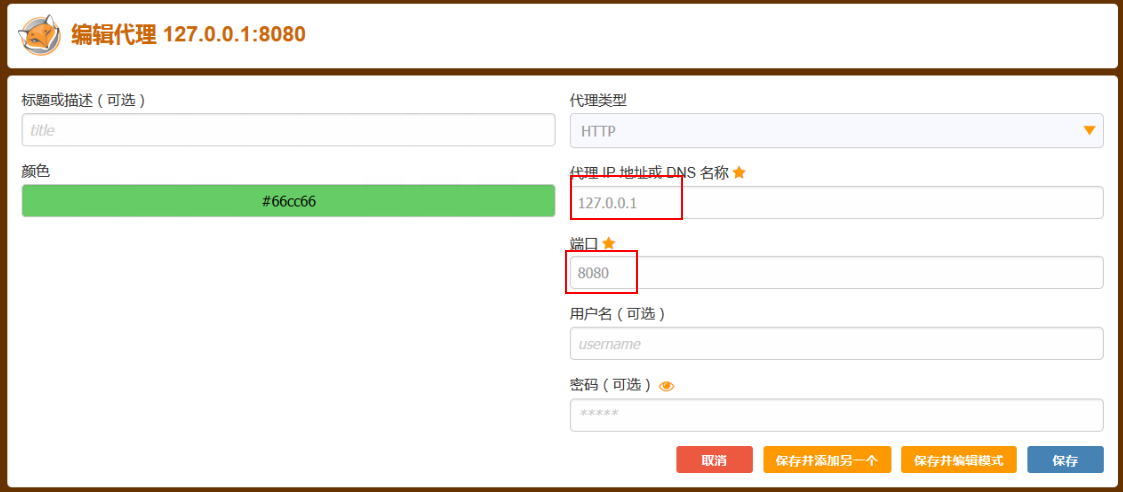 编辑代理 127.0.0.1:8080
标题或描述（可选）
title
颜色
#66cc66
代理类型
HTTP
代理 IP 地址或 DNS 名称
127.0.0.1
端口
8080
用户名（可选）
username
密码（可选）
*****
取消
保存并添加另一个
保存并编辑模式
保存